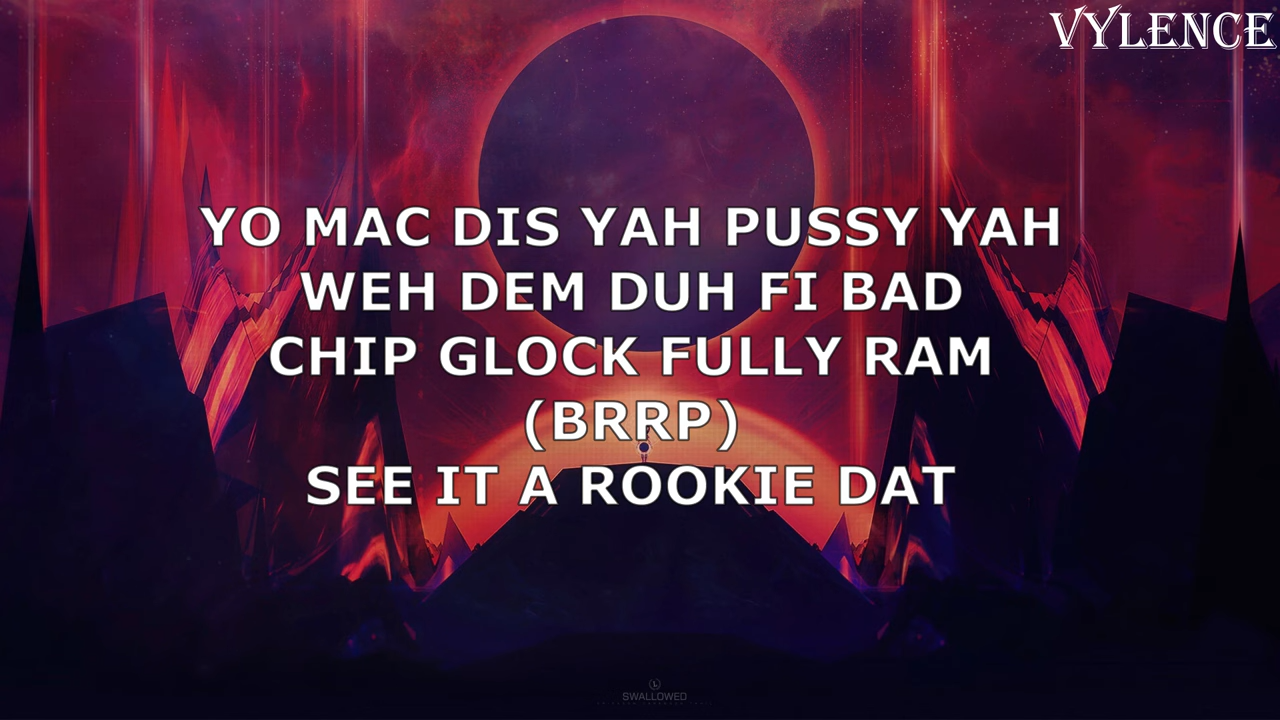 VYLENCE
YO MAC DIS YAH PUSSY YAH
WEH DEM DUH FI BAD
CHIP GLOCK FULLY RAM
(BRRP)
SEE IT A ROOKIE DAT
SWALLOWED